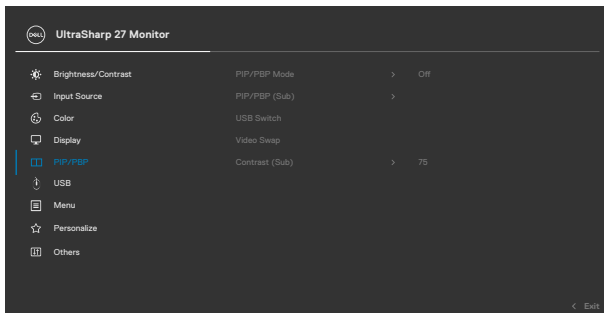 DELL UltraSharp 27 Monitor
Brightness/Contrast PIP/PBP Mode > Off
Input Source PIP/PBP (Sub) >
Color USB Switch
Display Video Swap
PIP/PBP Contrast (Sub) > 75
USB
Menu
Personalize
Others
< Exit